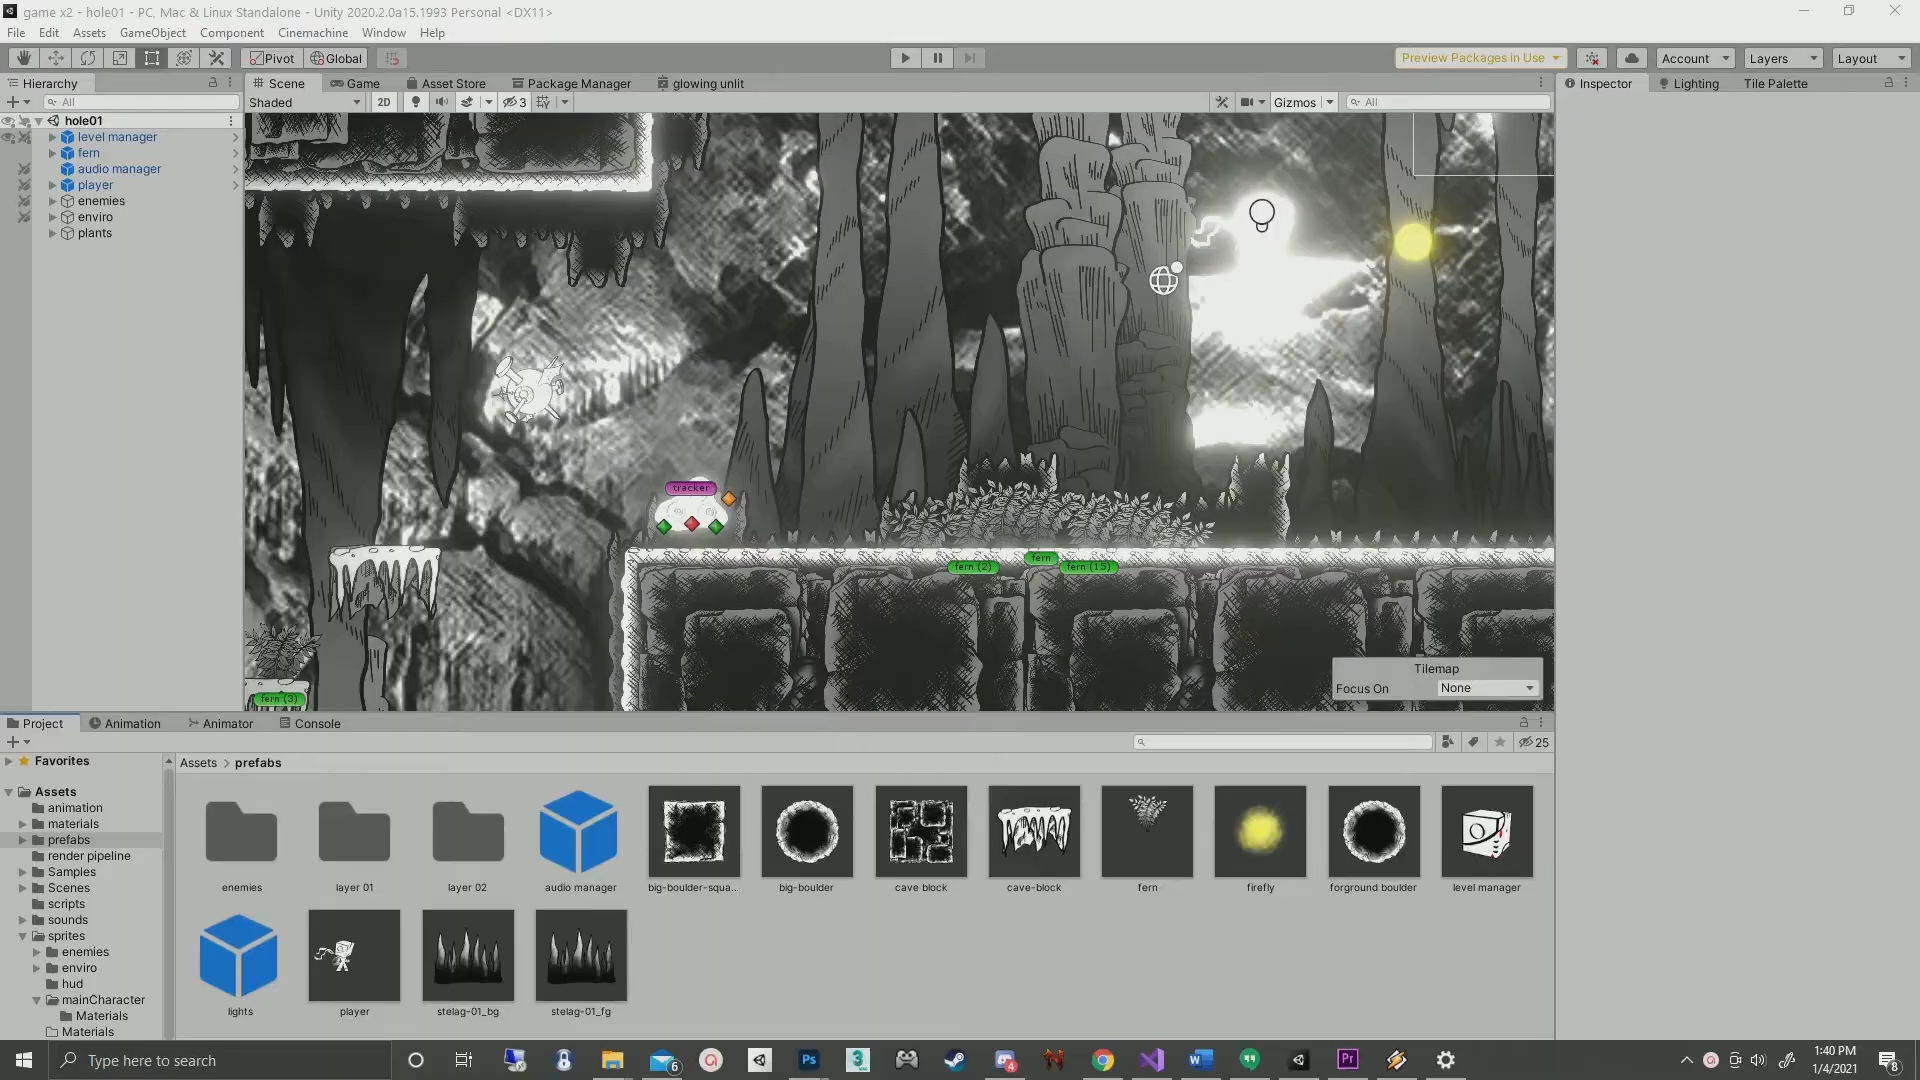 game x2 - hole01 - PC, Mac & Linux Standalone - Unity 2020.2.0a15.1993 Personal <DX11>
File Edit Assets GameObject Component Cinemachine Window Help
Pivot Global Preview Packages in Use Account Layers Layout
Hierarchy Scene Game Asset Store Package Manager glowing unlit Inspector Lighting Tile Palette
All Shaded 2D 3 Gizmos All
hole01
level manager
fern
audio manager
player
enemies
enviro
plants
tracker
fern
fern (2) fern (15)
fern (3)
Tilemap
Focus On None
Project Animation Animator Console
25
Favorites
Assets > prefabs
Assets
animation
materials
prefabs
render pipeline
Samples
Scenes
scripts
sounds
sprites
enemies
enviro
hud
mainCharacter
Materials
Materials
enemies layer 01 layer 02 audio manager big-boulder-squa... big-boulder cave block cave-block fern firefly forground boulder level manager
lights player stelag-01_bg stelag-01_fg
Type here to search
6
Ps
3
4
Pr
1:40 PM
1/4/2021
8